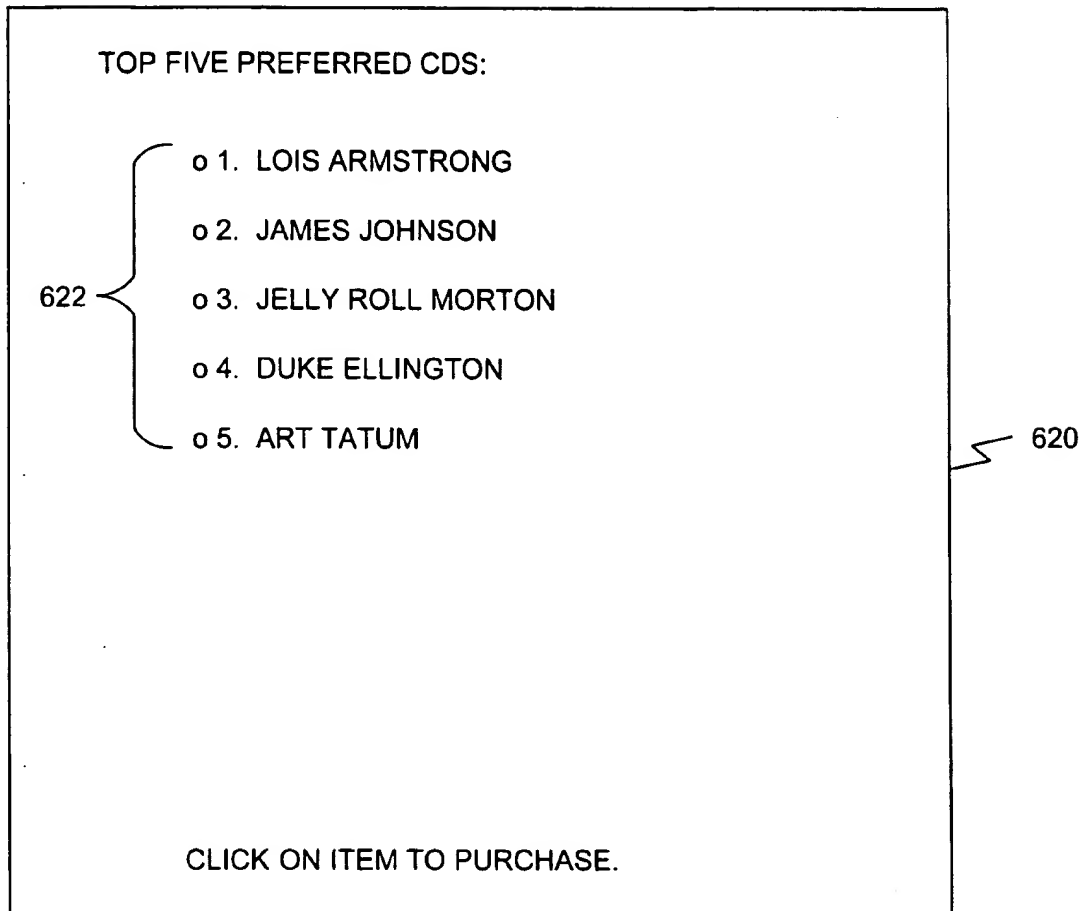 TOP FIVE PREFERRED CDS:
o 1. LOIS ARMSTRONG
o 2. JAMES JOHNSON
622
o 3. JELLY ROLL MORTON
o 4. DUKE ELLINGTON
o 5. ART TATUM
620
CLICK ON ITEM TO PURCHASE.